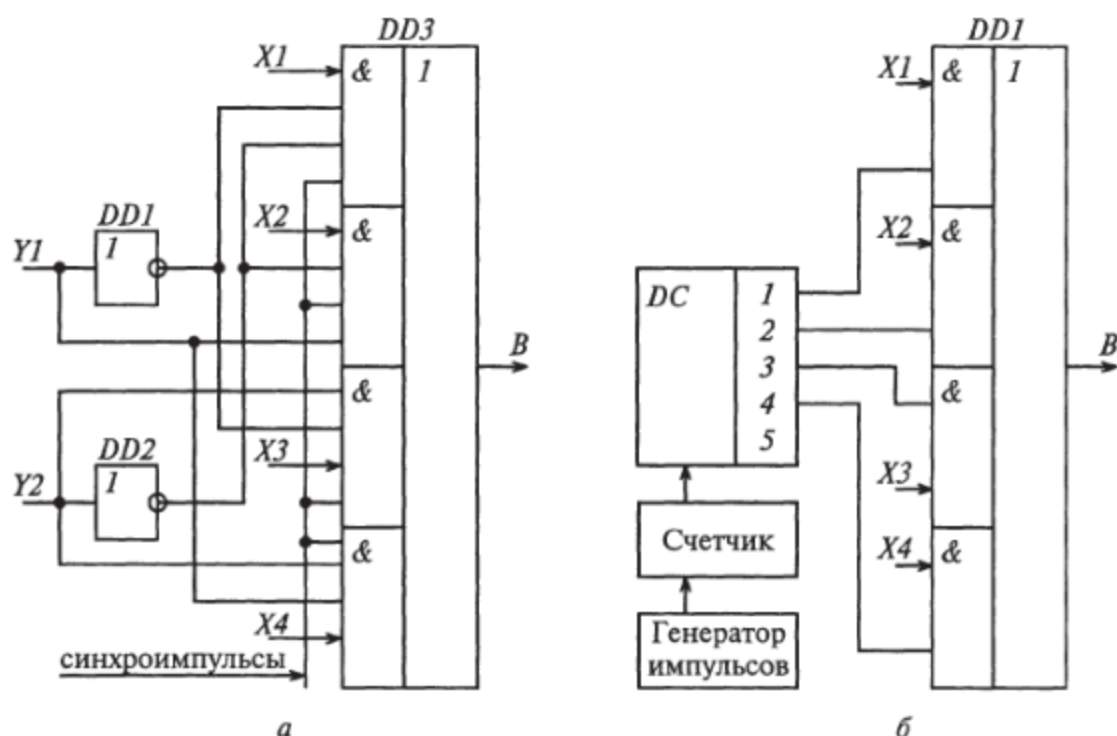 DD3
X1
&
1
X2
&
DD1
Y1
1
B
&
DD2
X3
Y2
1
&
X4
синхроимпульсы
а
DD1
X1
&
1
X2
&
DC
1
2
3
4
5
B
&
X3
Счетчик
X4
&
Генератор
импульсов
б